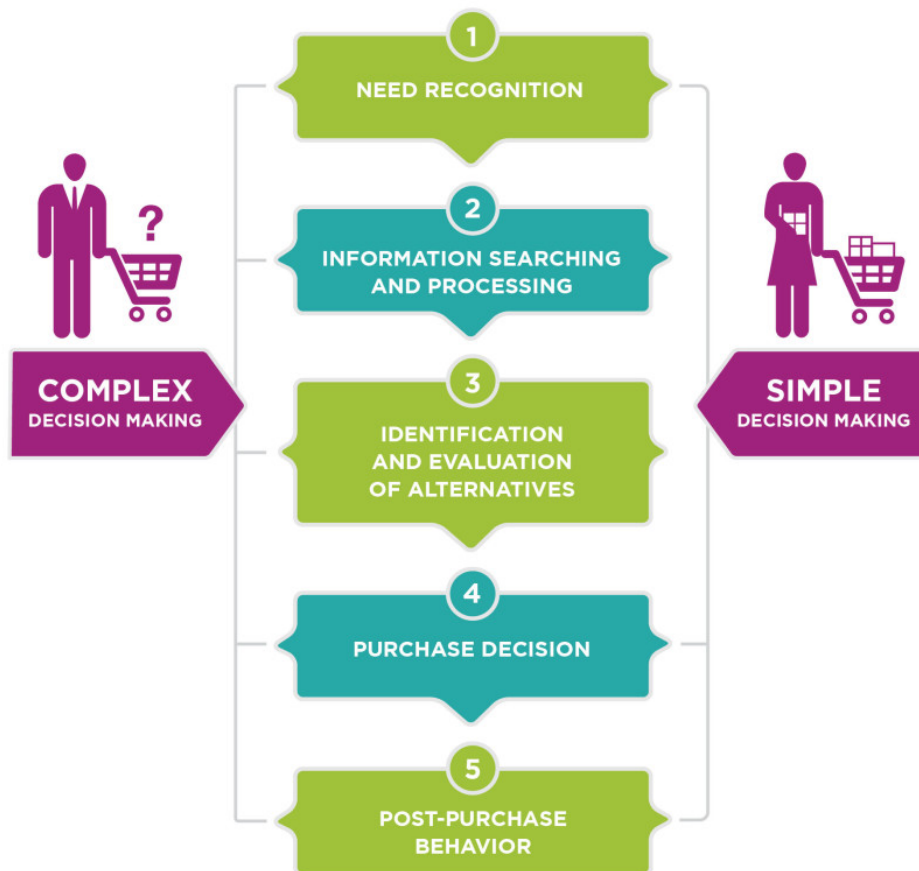 1
NEED RECOGNITION
2
INFORMATION SEARCHING
AND PROCESSING
?
COMPLEX
DECISION MAKING
3
IDENTIFICATION
AND EVALUATION
OF ALTERNATIVES
SIMPLE
DECISION MAKING
4
PURCHASE DECISION
5
POST-PURCHASE
BEHAVIOR